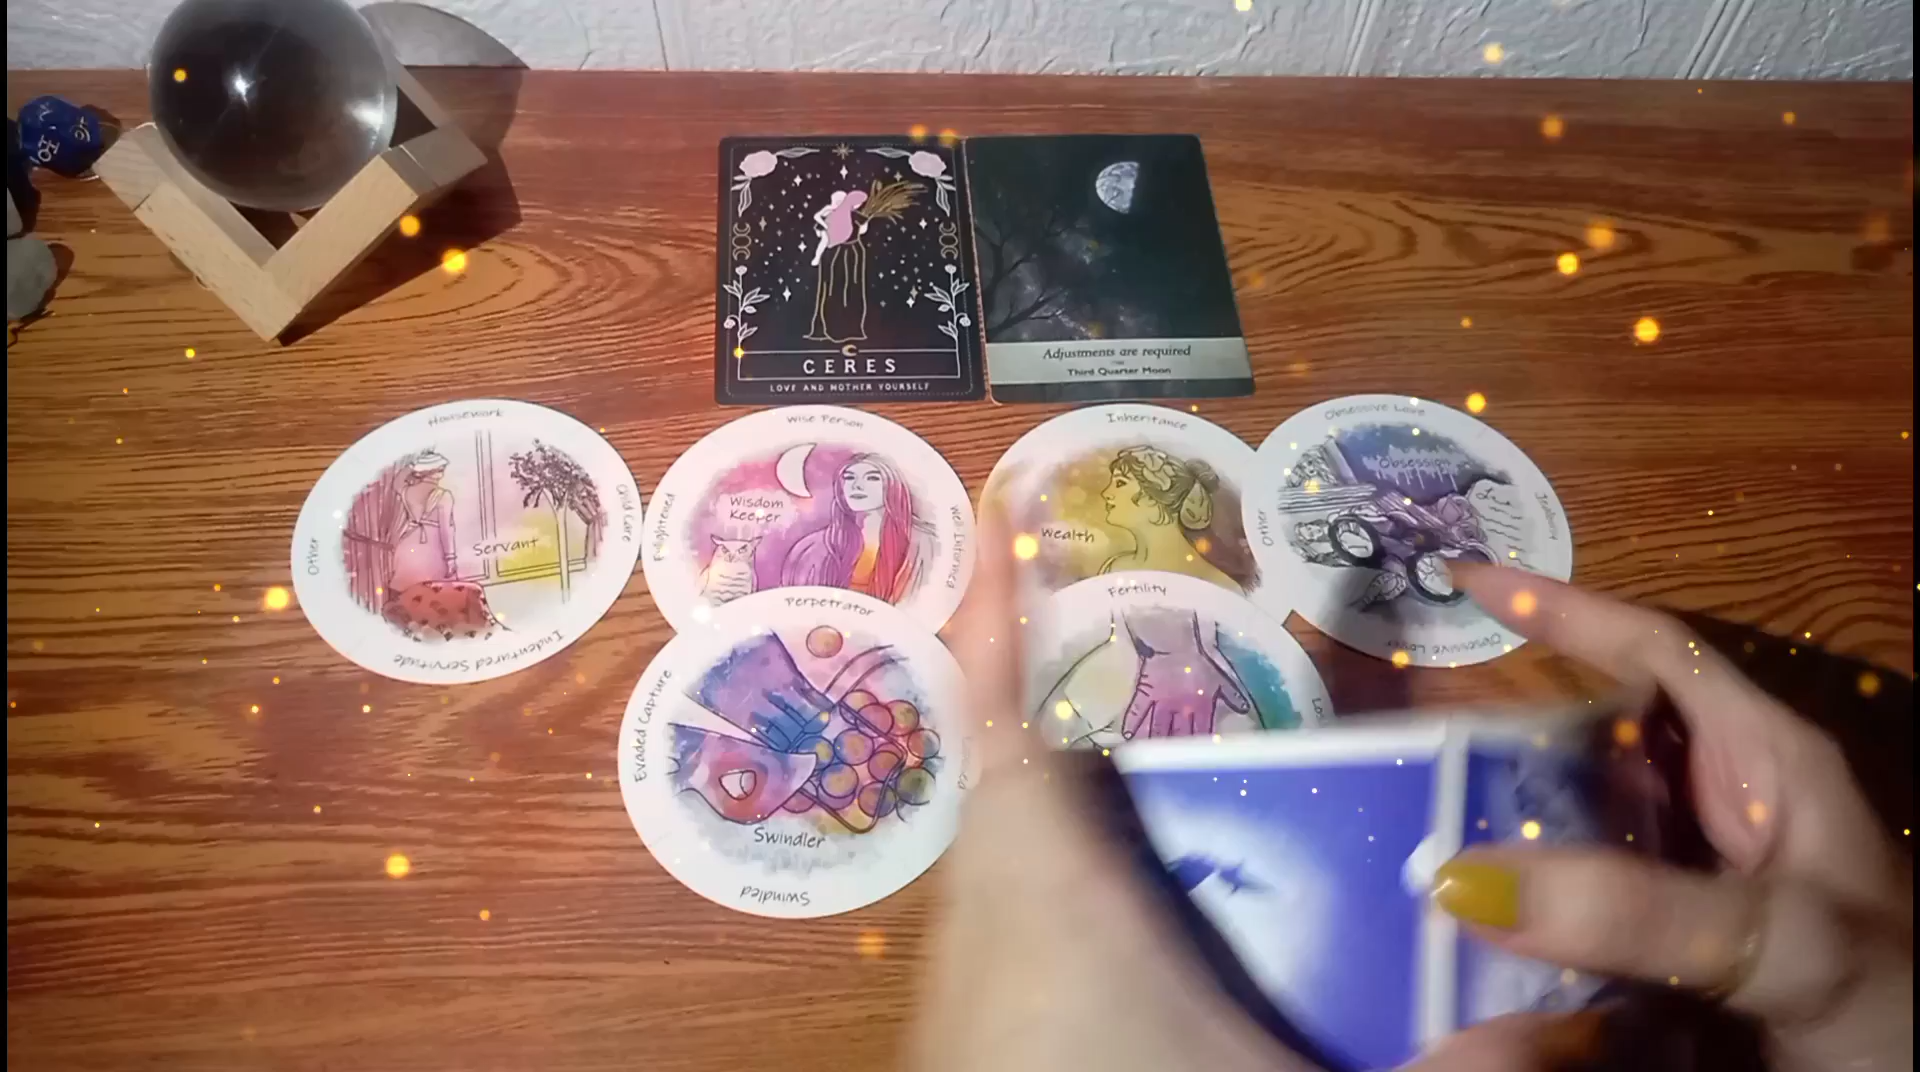 CERES
LOVE AND MOTHER YOURSELF
Adjustments are required
Third Quarter Moon
Housework
Child Care
Indentured Servitude
Other
Servant
Wise Person
Well-Informed
Enlightened
Wisdom
Keeper
Inheritance
Wealth
Obsessive Love
Jealousy
Obsessive Lover
Other
Obsession
Perpetrator
Evaded Capture
Swindled
Swindler
Fertility
10